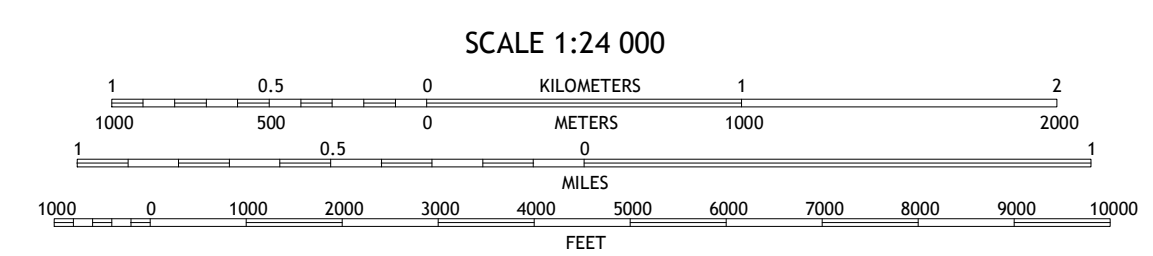 SCALE 1:24 000
1 0.5 0 KILOMETERS 1 2
1000 500 0 METERS 1000 2000
1 0.5 0 1
MILES
1000 0 1000 2000 3000 4000 5000 6000 7000 8000 9000 10000
FEET